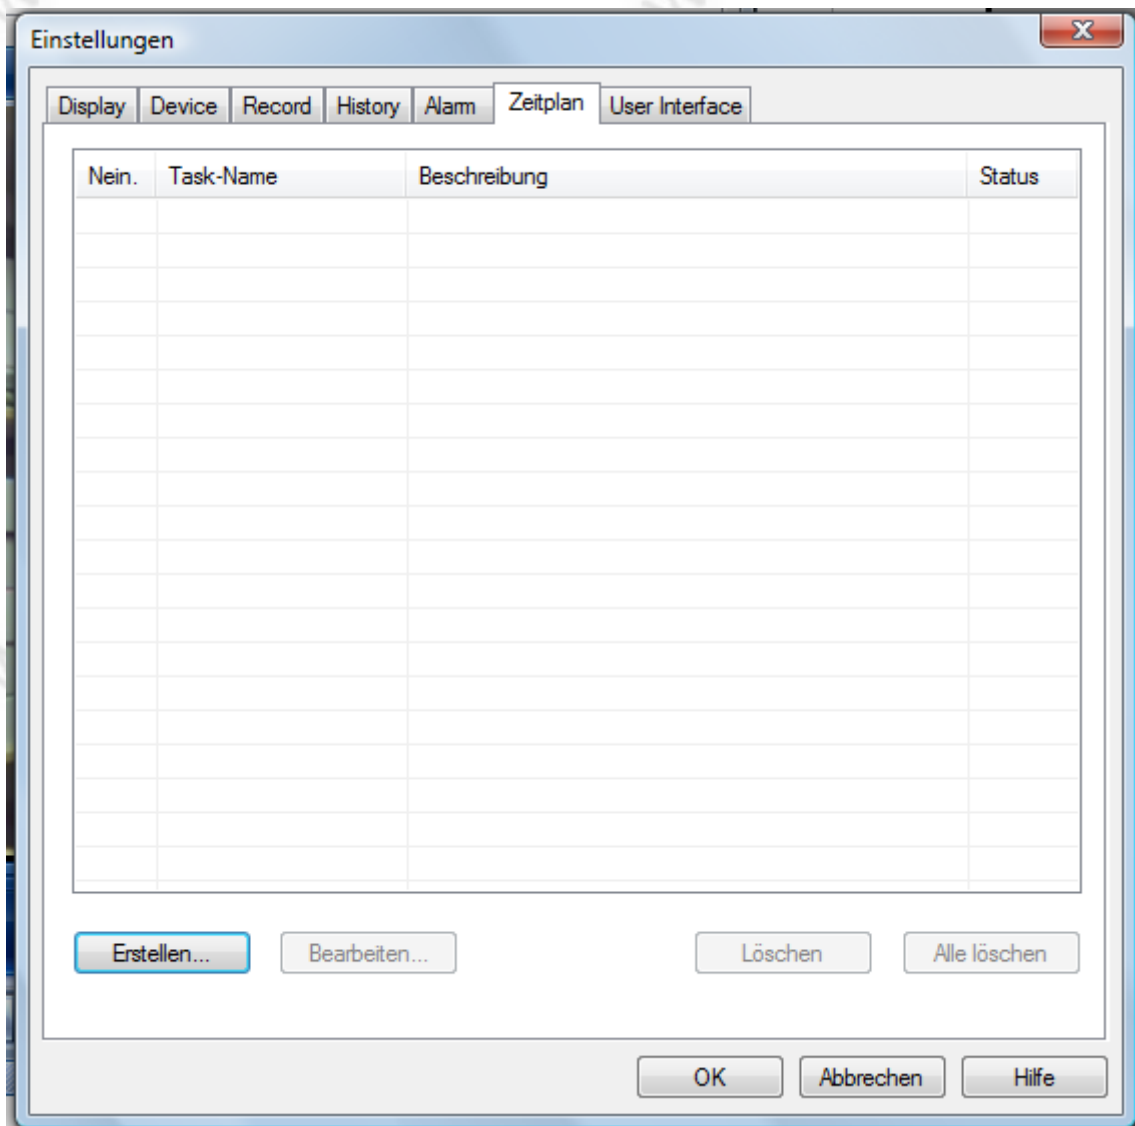 Einstellungen
Display Device Record History Alarm Zeitplan User Interface
Nein. Task-Name Beschreibung Status
Erstellen... Bearbeiten... Löschen Alle löschen
OK Abbrechen Hilfe